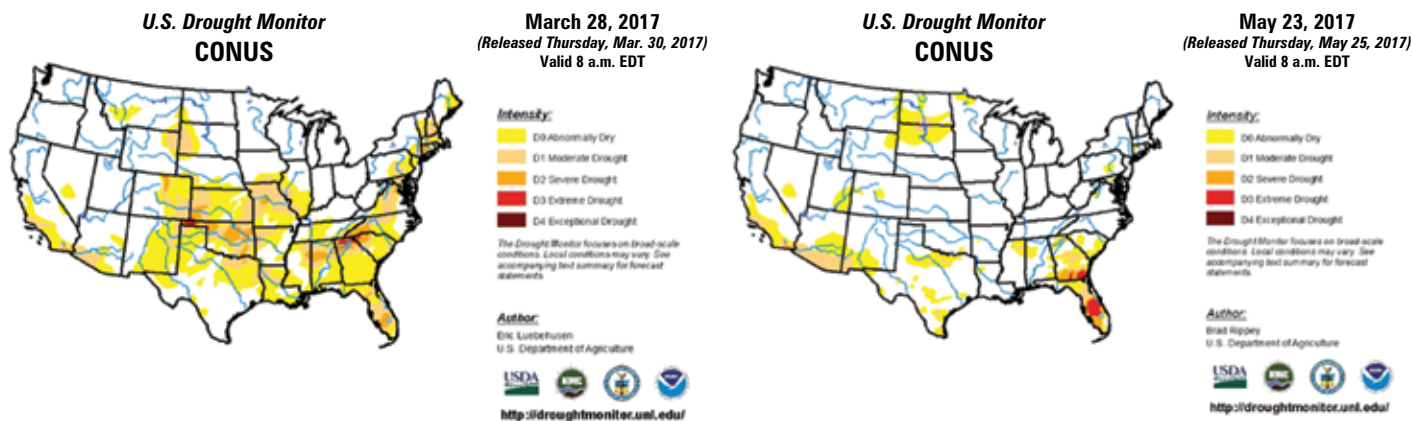 U.S. Drought Monitor
CONUS
March 28, 2017
(Released Thursday, Mar. 30, 2017)
Valid 8 a.m. EDT
Intensity:
D0 Abnormally Dry
D1 Moderate Drought
D2 Severe Drought
D3 Extreme Drought
D4 Exceptional Drought
The Drought Monitor focuses on broad-scale
conditions. Local conditions may vary. See
accompanying text summary for forecast
statements.
Author:
Eric Luebehusen
U.S. Department of Agriculture
USDA
http://droughtmonitor.unl.edu/
U.S. Drought Monitor
CONUS
May 23, 2017
(Released Thursday, May 25, 2017)
Valid 8 a.m. EDT
Intensity:
D0 Abnormally Dry
D1 Moderate Drought
D2 Severe Drought
D3 Extreme Drought
D4 Exceptional Drought
The Drought Monitor focuses on broad-scale
conditions. Local conditions may vary. See
accompanying text summary for forecast
statements.
Author:
Brad Rippey
U.S. Department of Agriculture
USDA
http://droughtmonitor.unl.edu/